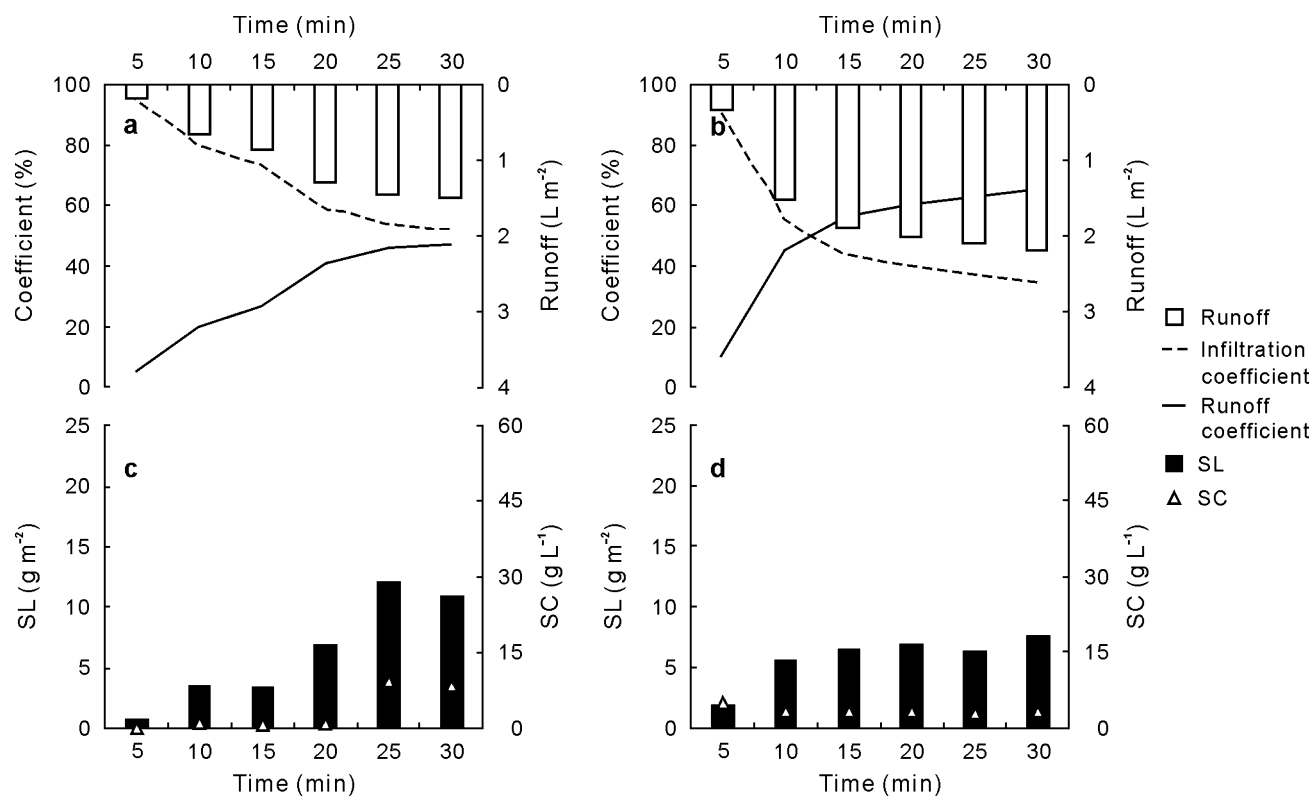 Time (min)
Time (min)
5 10 15 20 25 30
5 10 15 20 25 30
100
80
60
40
20
0
Coefficient (%)
a
0
1
2
3
4
Runoff (L m⁻²)
100
80
60
40
20
0
Coefficient (%)
b
0
1
2
3
4
Runoff (L m⁻²)
25
20
15
10
5
0
SL (g m⁻²)
c
60
45
30
15
0
SC (g L⁻¹)
5 10 15 20 25 30
Time (min)
25
20
15
10
5
0
SL (g m⁻²)
d
60
45
30
15
0
SC (g L⁻¹)
5 10 15 20 25 30
Time (min)
Runoff
Infiltration
coefficient
Runoff
coefficient
SL
SC